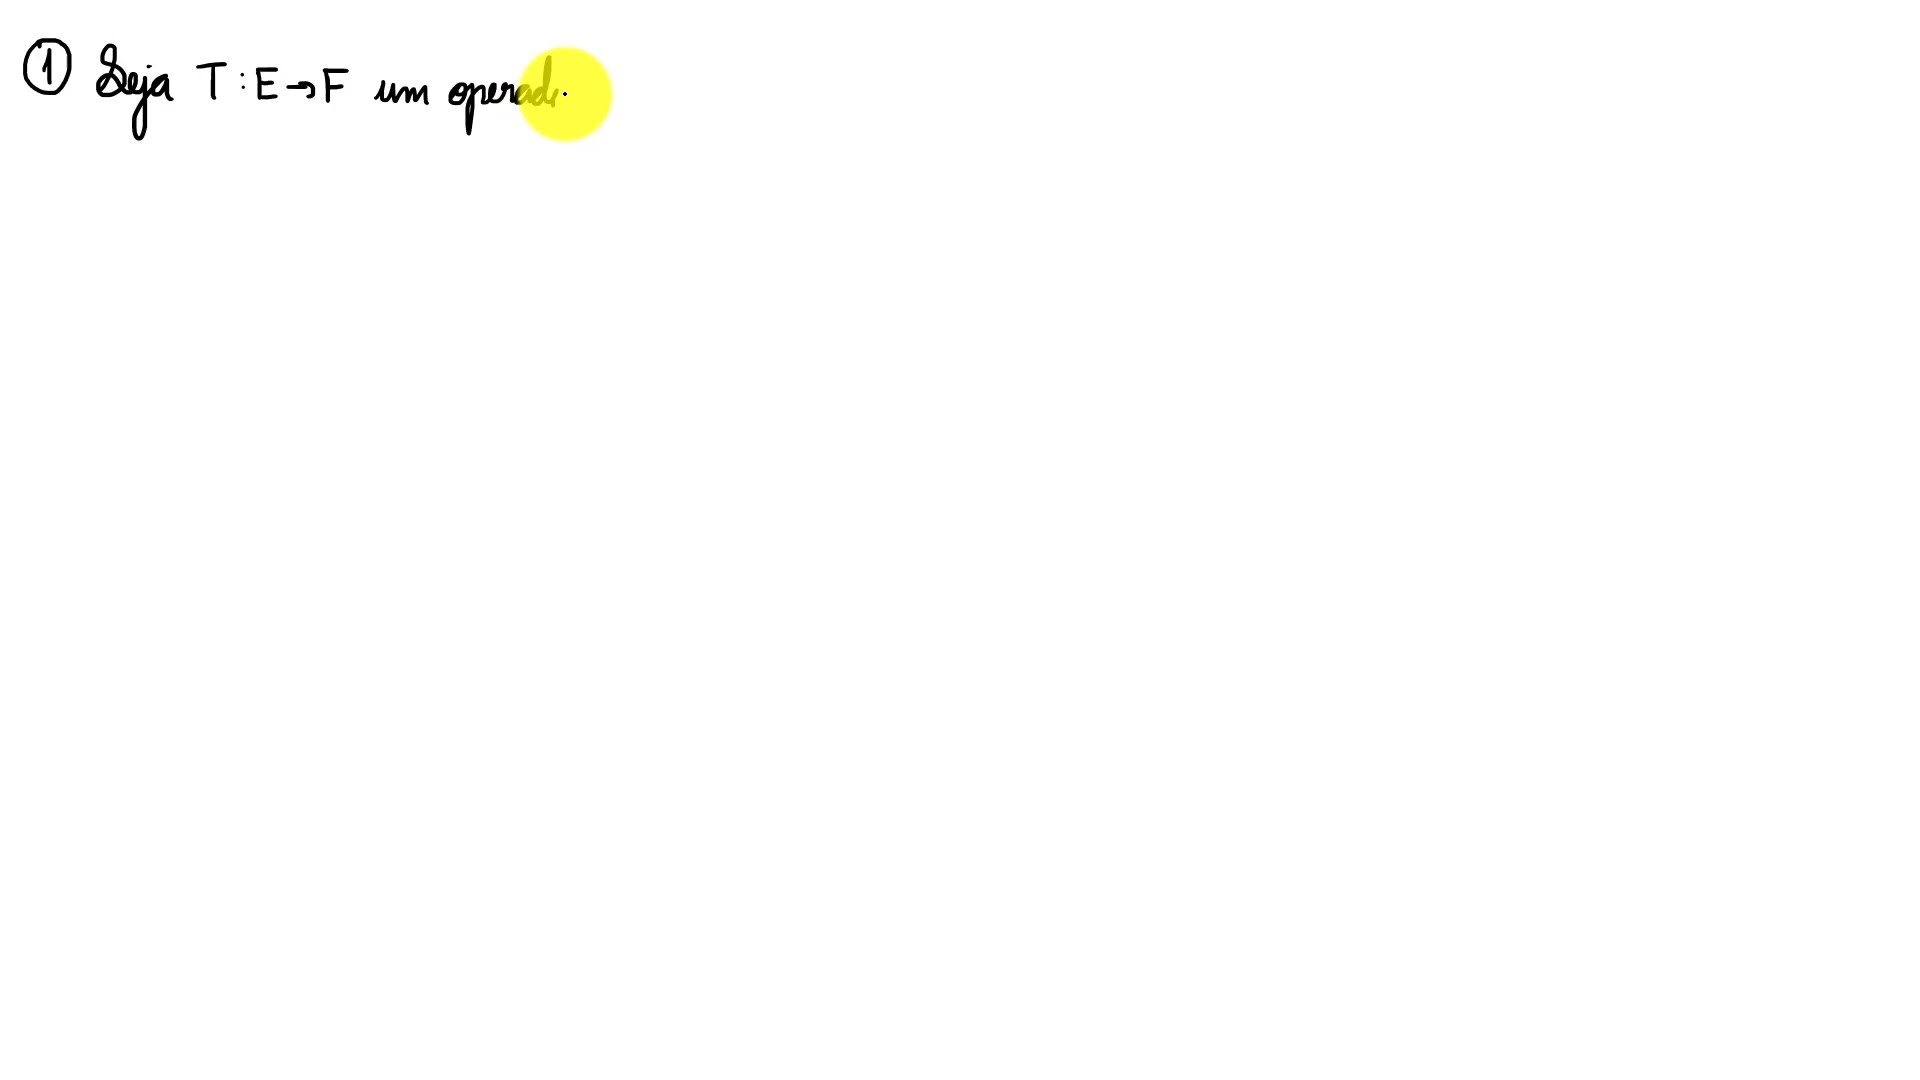 ① Seja T : E → F um operad